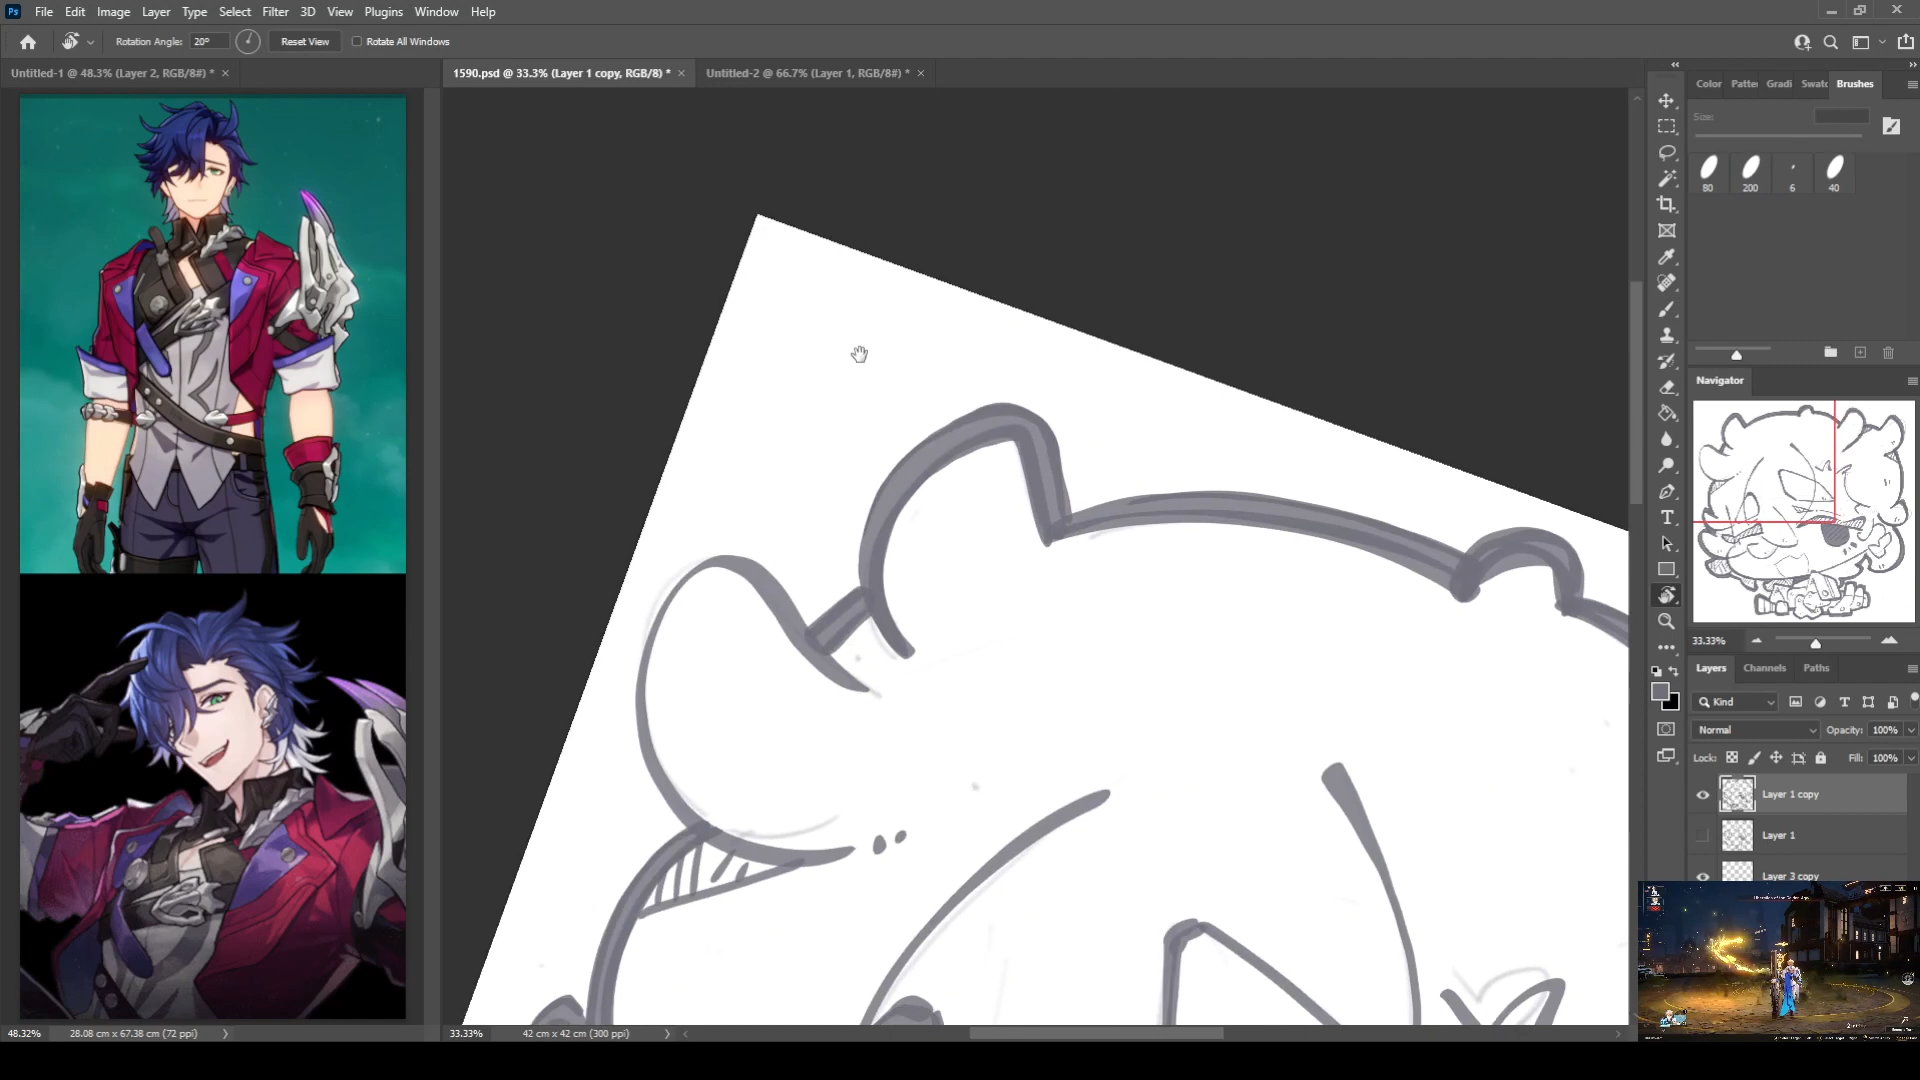 Ps File Edit Image Layer Type Select Filter 3D View Plugins Window Help
Rotation Angle: 20° Reset View Rotate All Windows
Untitled-1 @ 48.3% (Layer 2, RGB/8#) * ×
1590.psd @ 33.3% (Layer 1 copy, RGB/8) * ×
Untitled-2 @ 66.7% (Layer 1, RGB/8#) * ×
Color Patte Gradi Swatc Brushes
Size:
80 200 6 40
Navigator
33.33%
Layers Channels Paths
Kind
Normal Opacity: 100%
Lock: Fill: 100%
Layer 1 copy
Layer 1
Layer 3 copy
48.32% 28.08 cm x 67.38 cm (72 ppi)
33.33% 42 cm x 42 cm (300 ppi)